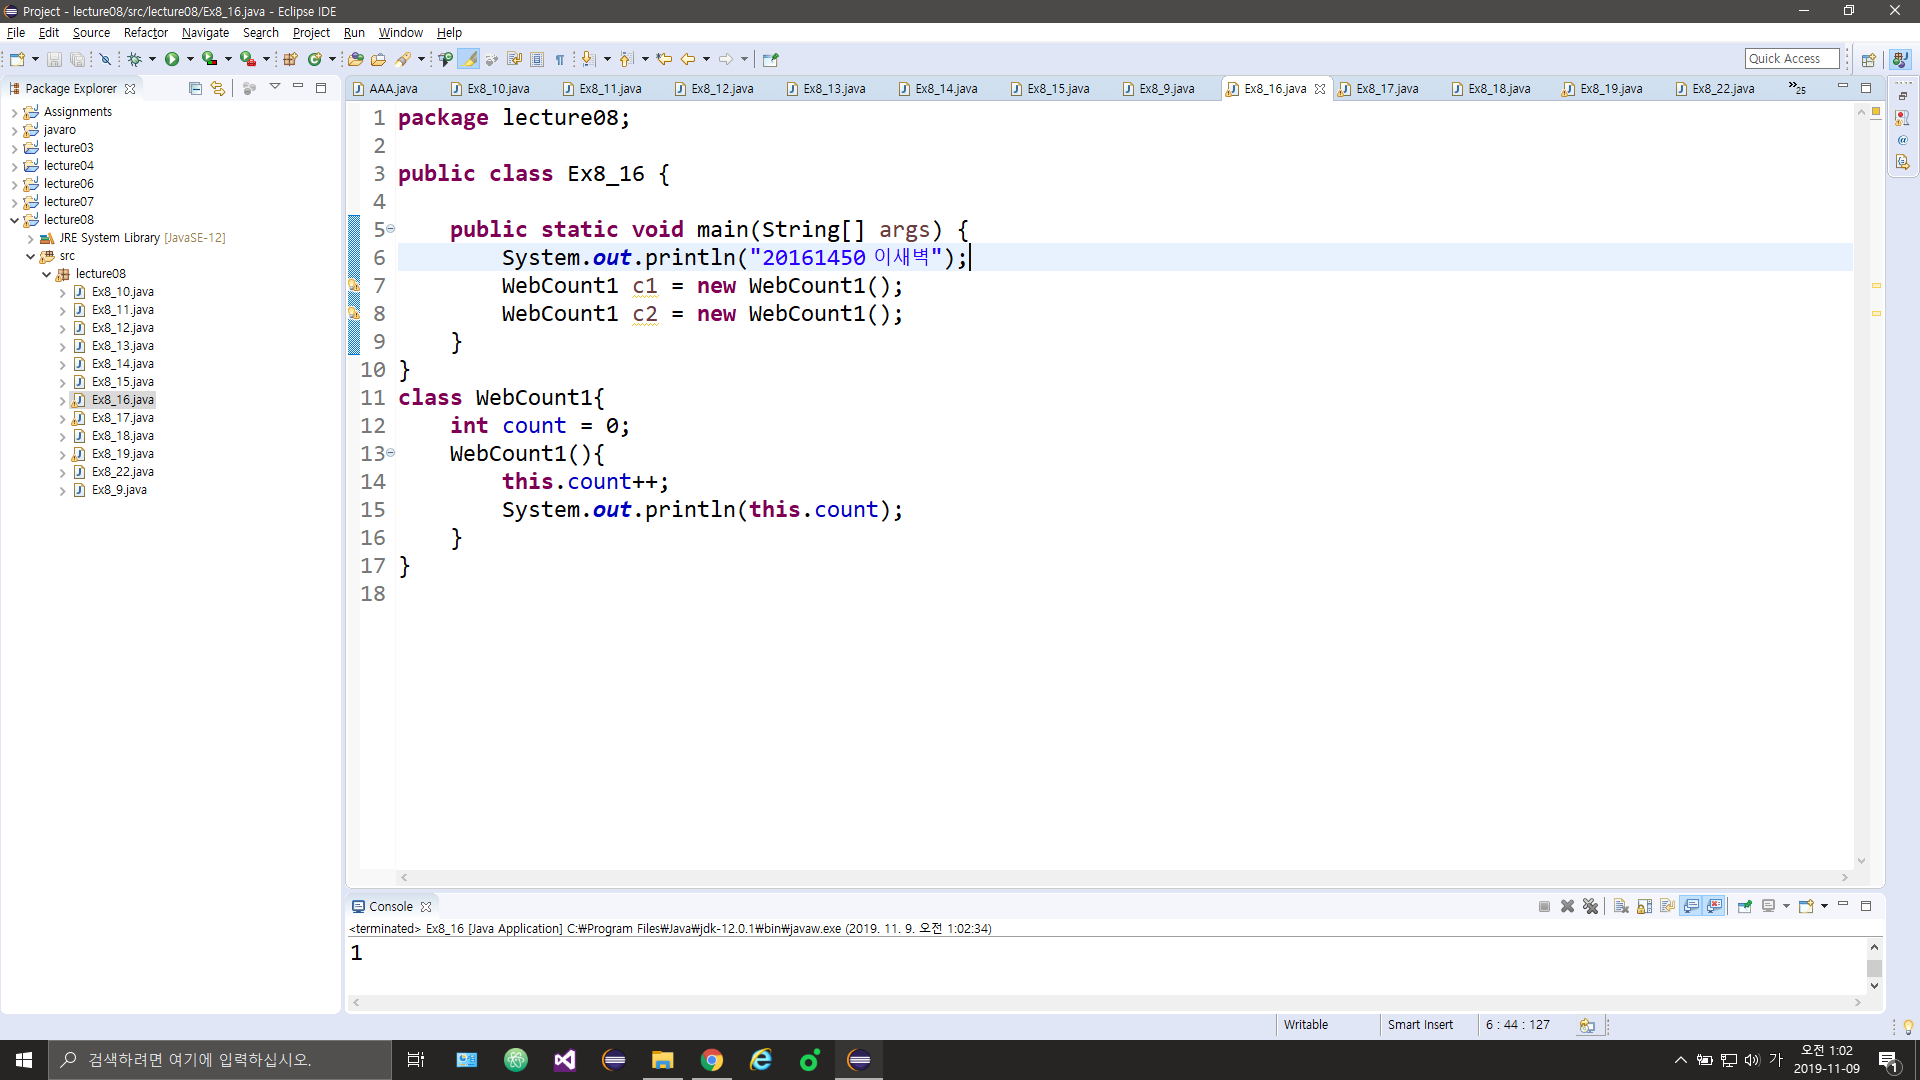 Project - lecture08/src/lecture08/Ex8_16.java - Eclipse IDE
File Edit Source Refactor Navigate Search Project Run Window Help
Quick Access
Package Explorer
AAA.java Ex8_10.java Ex8_11.java Ex8_12.java Ex8_13.java Ex8_14.java Ex8_15.java Ex8_9.java Ex8_16.java Ex8_17.java Ex8_18.java Ex8_19.java Ex8_22.java »25
Assignments
javaro
lecture03
lecture04
lecture06
lecture07
lecture08
JRE System Library [JavaSE-12]
src
lecture08
Ex8_10.java
Ex8_11.java
Ex8_12.java
Ex8_13.java
Ex8_14.java
Ex8_15.java
Ex8_16.java
Ex8_17.java
Ex8_18.java
Ex8_19.java
Ex8_22.java
Ex8_9.java
1 package lecture08;
2
3 public class Ex8_16 {
4
5 public static void main(String[] args) {
6 System.out.println("20161450 이새벽");
7 WebCount1 c1 = new WebCount1();
8 WebCount1 c2 = new WebCount1();
9 }
10 }
11 class WebCount1{
12 int count = 0;
13 WebCount1(){
14 this.count++;
15 System.out.println(this.count);
16 }
17 }
18
Console
<terminated> Ex8_16 [Java Application] C:₩Program Files₩Java₩jdk-12.0.1₩bin₩javaw.exe (2019. 11. 9. 오전 1:02:34)
1
Writable Smart Insert 6 : 44 : 127
검색하려면 여기에 입력하십시오.
가
오전 1:02
2019-11-09
1